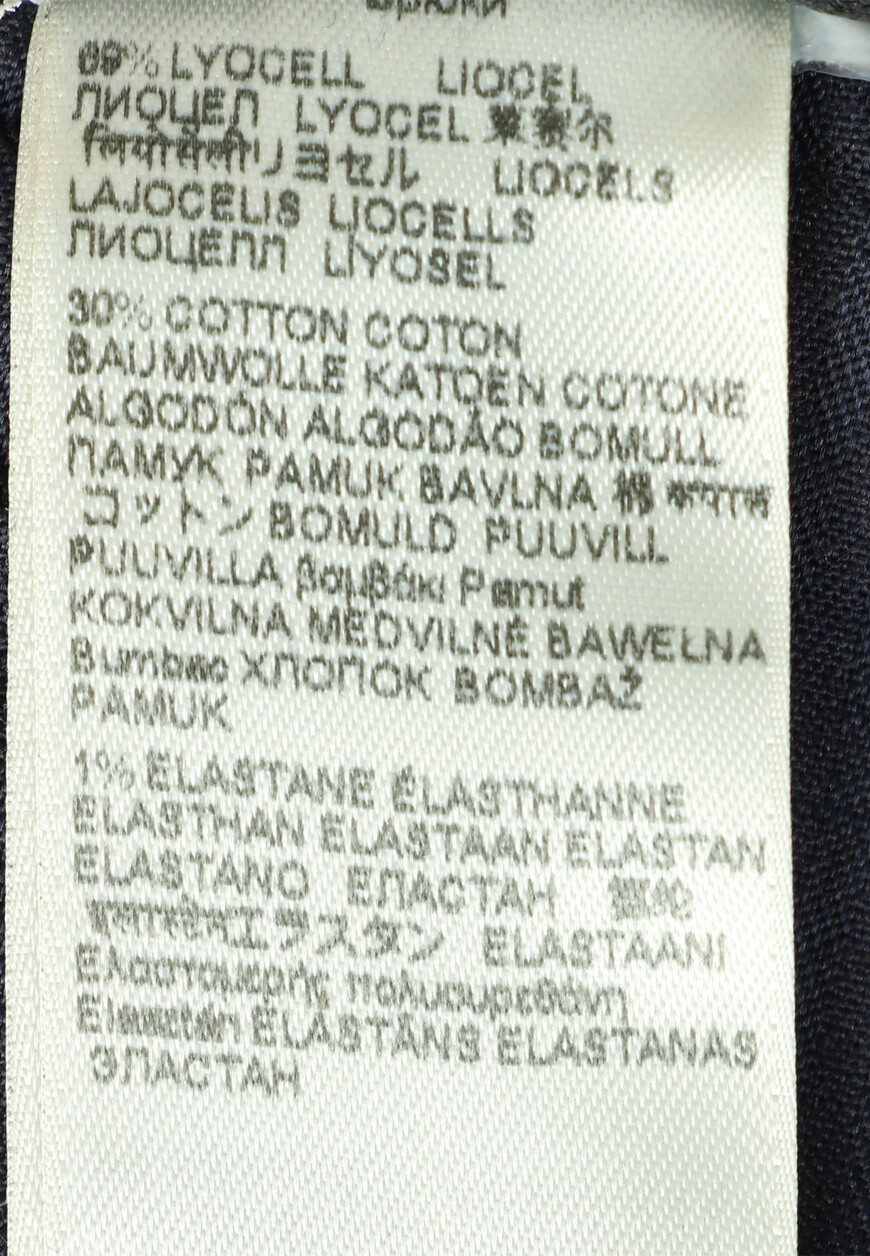 Брюки
69% LYOCELL LIOCEL
ЛИОЦЕЛ LYOCEL 莱赛尔
リヨセル LIOCELS
LAJOCELIS LIOCELLS
ЛИОЦЕЛЛ LİYOSEL
30% COTTON COTON
BAUMWOLLE KATOEN COTONE
ALGODÓN ALGODÃO BOMULL
ПАМУК PAMUK BAVLNA 棉 कपास
コットン BOMULD PUUVILL
PUUVILLA βαμβάκι Pamut
KOKVILNA MEDVILNĖ BAWEŁNA
Bumbac ХЛОПОК BOMBAŽ
PAMUK
1% ELASTANE ÉLASTHANNE
ELASTHAN ELASTAAN ELASTAN
ELASTANO ЕЛАСТАН
エラスタン ELASTAANI
Ελαστομερής πολυουρεθάνη
Elasztán ELASTĀNS ELASTANAS
ЭЛАСТАН